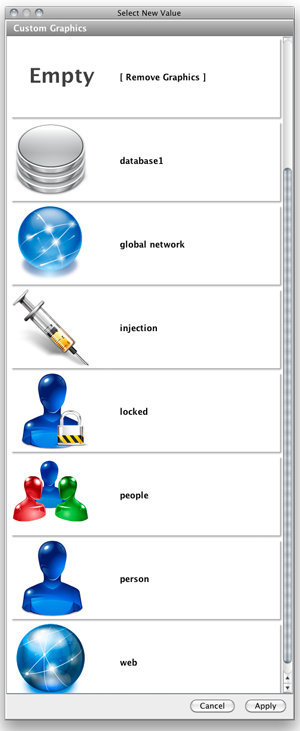 Select New Value
Custom Graphics
Empty [ Remove Graphics ]
database1
global network
injection
locked
people
person
web
Cancel Apply